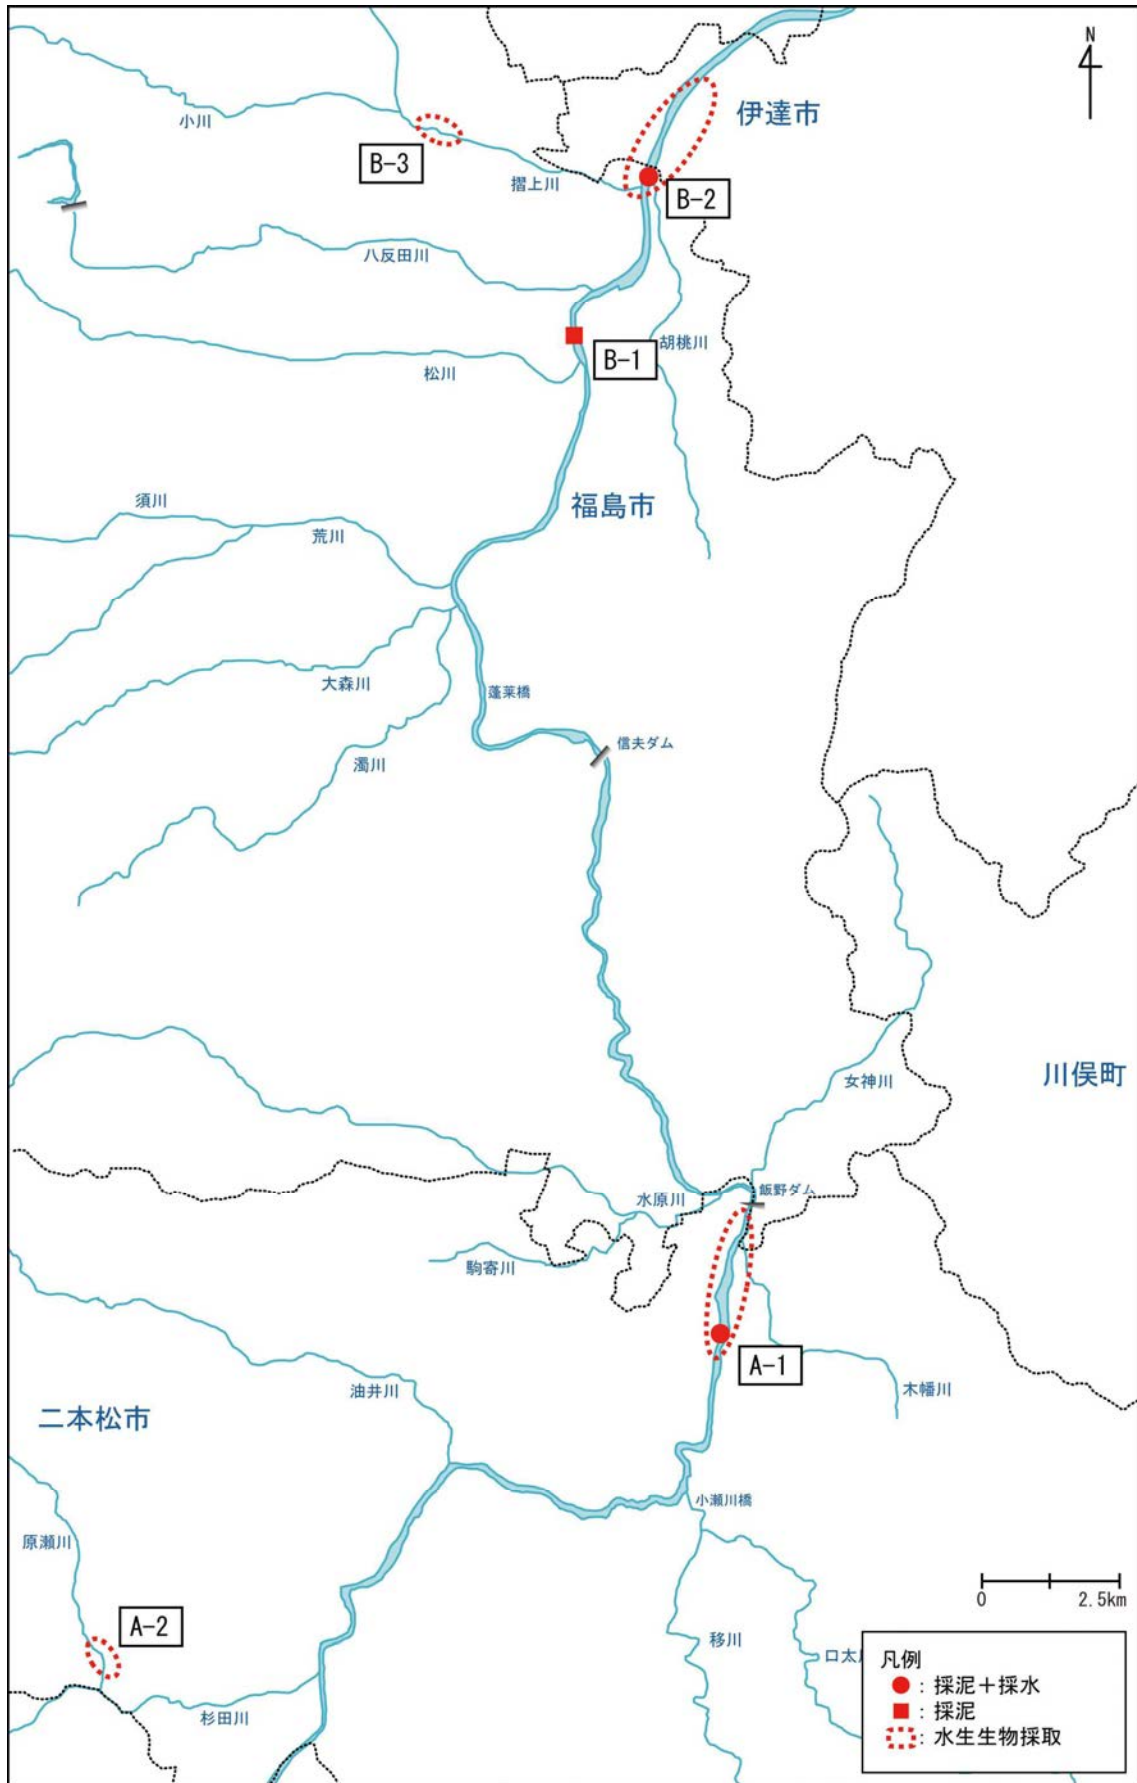 N
伊達市
小川
B-3
摺上川
B-2
八反田川
胡桃川
B-1
松川
福島市
須川
荒川
大森川
蓬莱橋
信夫ダム
濁川
川俣町
女神川
飯野ダム
水原川
駒寄川
A-1
油井川
木幡川
二本松市
小瀬川橋
原瀬川
0 2.5km
A-2
移川
口太
杉田川
凡例
: 採泥+採水
: 採泥
: 水生生物採取